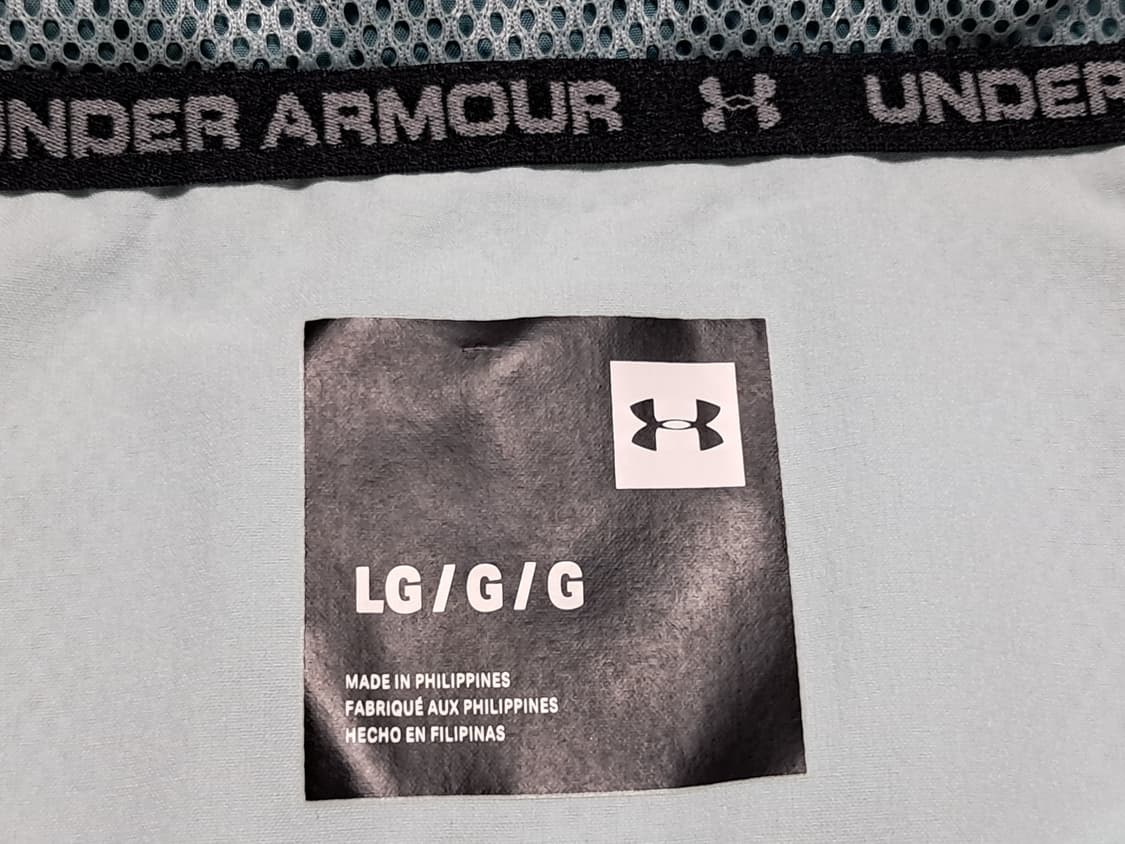 UNDER ARMOUR UNDER
LG/G/G
MADE IN PHILIPPINES
FABRIQUÉ AUX PHILIPPINES
HECHO EN FILIPINAS